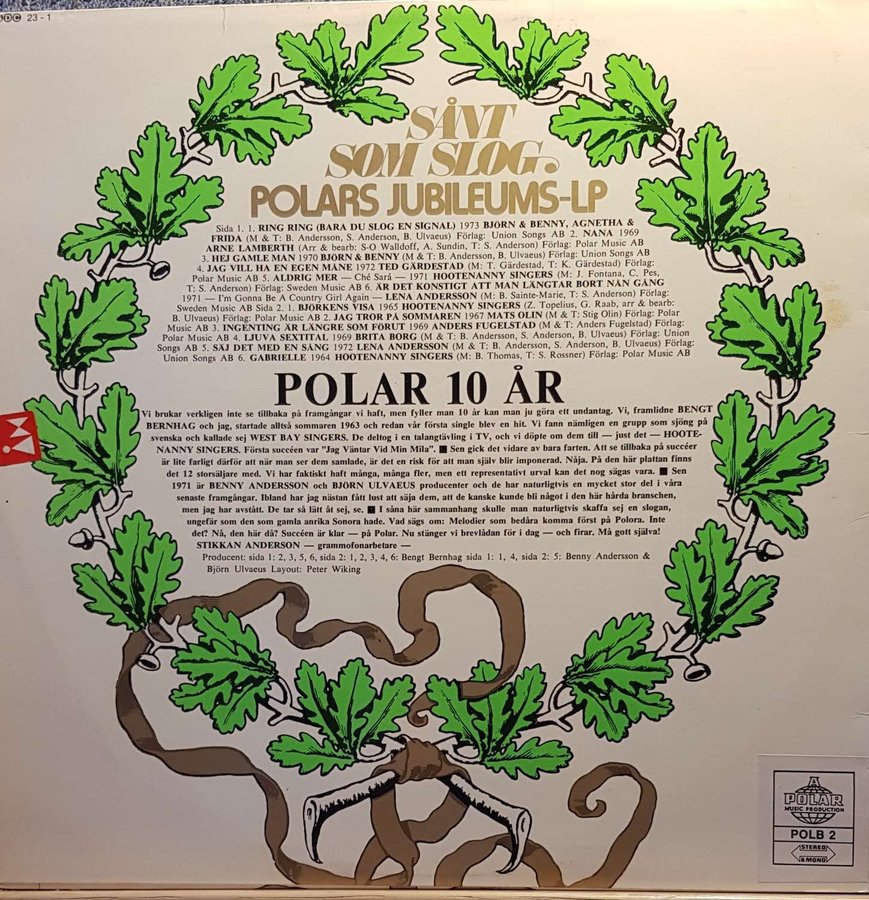 23 - 1
SÅNT
SOM SLOG.
POLARS JUBILEUMS-LP
Sida 1. 1. RING RING (BARA DU SLOG EN SIGNAL) 1973 BJÖRN & BENNY, AGNETHA &
FRIDA (M & T: B. Andersson, S. Anderson, B. Ulvaeus) Förlag: Union Songs AB 2. NANA 1969
ARNE LAMBERTH (Arr & bearb: S-O Walldoff, A. Sundin, T: S. Anderson) Förlag: Polar Music AB
3. HEJ GAMLE MAN 1970 BJÖRN & BENNY (M & T: B. Andersson, B. Ulvaeus) Förlag: Union Songs AB
4. JAG VILL HA EN EGEN MÅNE 1972 TED GÄRDESTAD (M: T. Gärdestad, T: K. Gärdestad) Förlag:
Polar Music AB 5. ALDRIG MER — Ché Sará — 1971 HOOTENANNY SINGERS (M: J. Fontana, C, Pes,
T: S. Anderson) Förlag: Sweden Music AB 6. ÄR DET KONSTIGT ATT MAN LÄNGTAR BORT NÅN GÅNG
1971 — I'm Gonna Be A Country Girl Again — LENA ANDERSSON (M: B. Sainte-Marie, T: S. Anderson) Förlag:
Sweden Music AB Sida 2. 1. BJÖRKENS VISA 1965 HOOTENANNY SINGERS (Z. Topelius, G. Raab, arr & bearb:
B. Ulvaeus) Förlag: Polar Music AB 2. JAG TROR PÅ SOMMAREN 1967 MATS OLIN (M & T: Stig Olin) Förlag: Polar
Music AB 3. INGENTING ÄR LÄNGRE SOM FÖRUT 1969 ANDERS FUGELSTAD (M & T: Anders Fugelstad) Förlag:
Polar Music AB 4. LJUVA SEXTITAL 1969 BRITA BORG (M & T: B. Andersson, S. Anderson, B. Ulvaeus) Förlag: Union
Songs AB 5. SÄJ DET MED EN SÅNG 1972 LENA ANDERSSON (M & T: B. Andersson, S. Anderson, B. Ulvaeus) Förlag:
Union Songs AB 6. GABRIELLE 1964 HOOTENANNY SINGERS (M: B. Thomas, T: S. Rossner) Förlag: Polar Music AB
POLAR 10 ÅR
Vi brukar verkligen inte se tillbaka på framgångar vi haft, men fyller man 10 år kan man ju göra ett undantag. Vi, framlidne BENGT
BERNHAG och jag, startade alltså sommaren 1963 och redan vår första single blev en hit. Vi fann nämligen en grupp som sjöng på
svenska och kallade sej WEST BAY SINGERS. De deltog i en talangtävling i TV, och vi döpte om dem till — just det — HOOTE-
NANNY SINGERS. Första succéen var "Jag Väntar Vid Min Mila". ■ Sen gick det vidare av bara farten. Att se tillbaka på succéer
är lite farligt därför att när man ser dem samlade, är det en risk för att man själv blir imponerad. Nåja. På den här plattan finns
det 12 storsäljare med. Vi har faktiskt haft många, många fler, men ett representativt urval kan det nog sägas vara. ■ Sen
1971 är BENNY ANDERSSON och BJÖRN ULVAEUS producenter och de har naturligtvis en mycket stor del i våra
senaste framgångar. Ibland har jag nästan fått lust att säja dem, att de kanske kunde bli något i den här hårda branschen,
men jag har avstått. De tar så lätt åt sej, se. ■ I såna här sammanhang skulle man naturligtvis skaffa sej en slogan,
ungefär som den som gamla anrika Sonora hade. Vad sägs om: Melodier som bedåra komma först på Polora. Inte
det? Nå, den här då? Succéen är klar — på Polar. Nu stänger vi brevlådan för i dag — och firar. Må gott själva!
STIKKAN ANDERSON — grammofonarbetare —
Producent: sid 1: 2, 3, 5, 6, sida 2: 1, 2, 3, 4, 6: Bengt Bernhag sida 1: 1, 4, sida 2: 5: Benny Andersson &
Björn Ulvaeus Layout: Peter Wiking
A
POLAR
MUSIC PRODUCTION
POLB 2
STEREO
& MONO